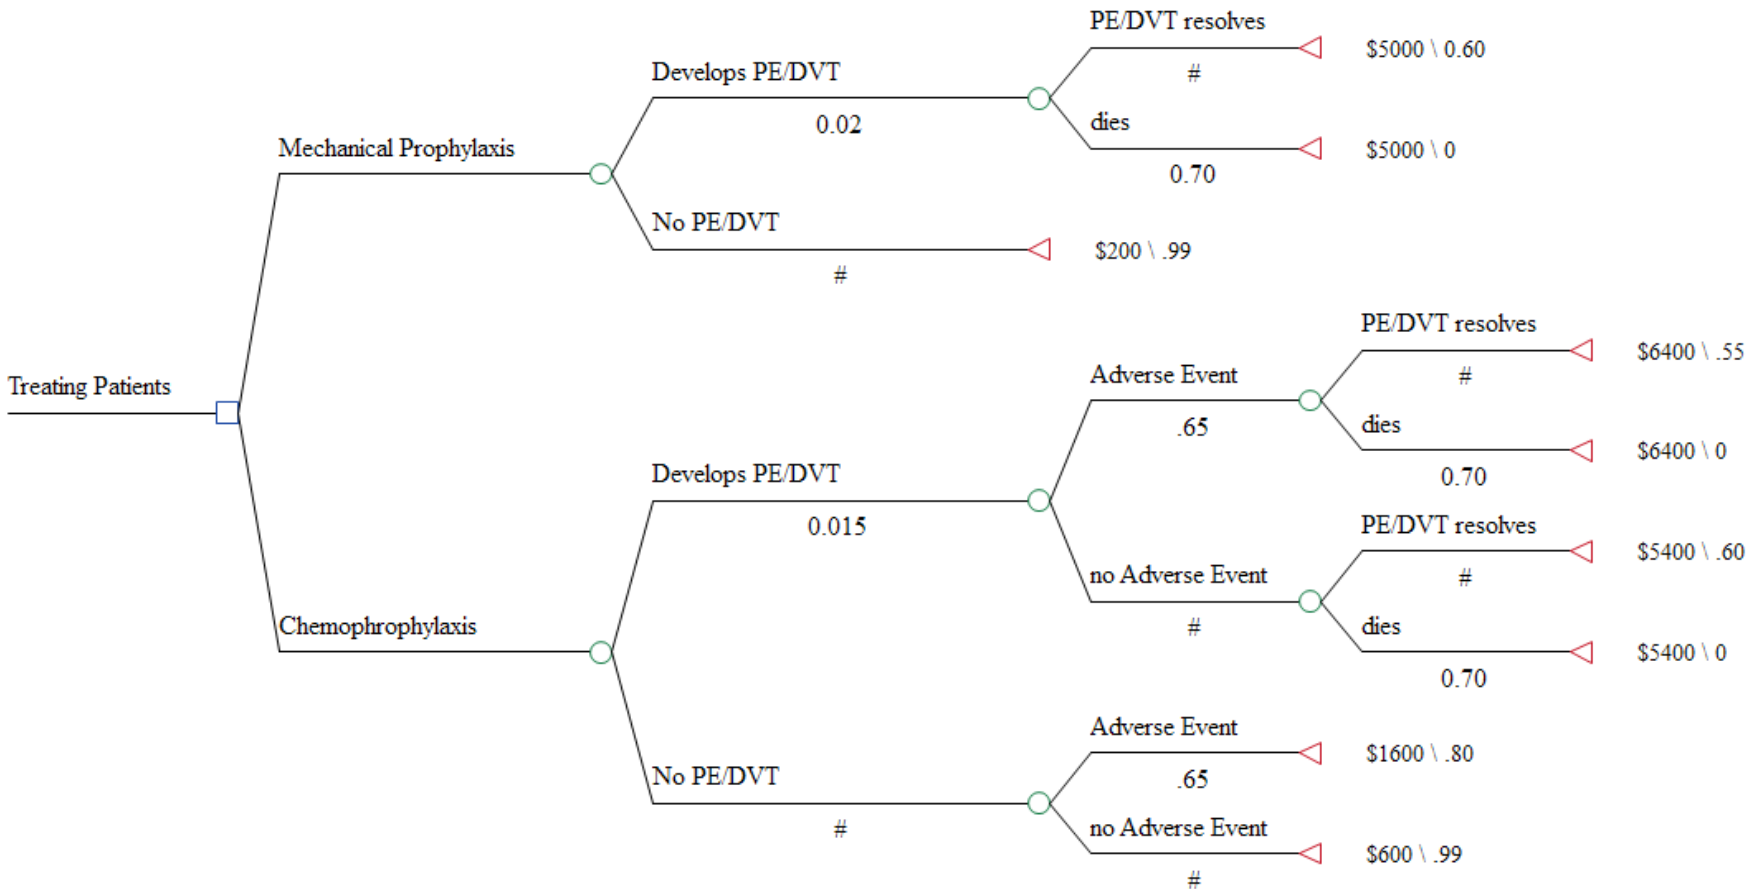 PE/DVT resolves
$5000 \ 0.60
#
Develops PE/DVT
0.02
dies
$5000 \ 0
0.70
Mechanical Prophylaxis
No PE/DVT
$200 \ .99
#
PE/DVT resolves
$6400 \ .55
#
Adverse Event
.65
dies
$6400 \ 0
0.70
Treating Patients
Develops PE/DVT
0.015
PE/DVT resolves
$5400 \ .60
#
no Adverse Event
#
dies
$5400 \ 0
0.70
Chemophrophylaxis
Adverse Event
$1600 \ .80
.65
No PE/DVT
#
no Adverse Event
$600 \ .99
#